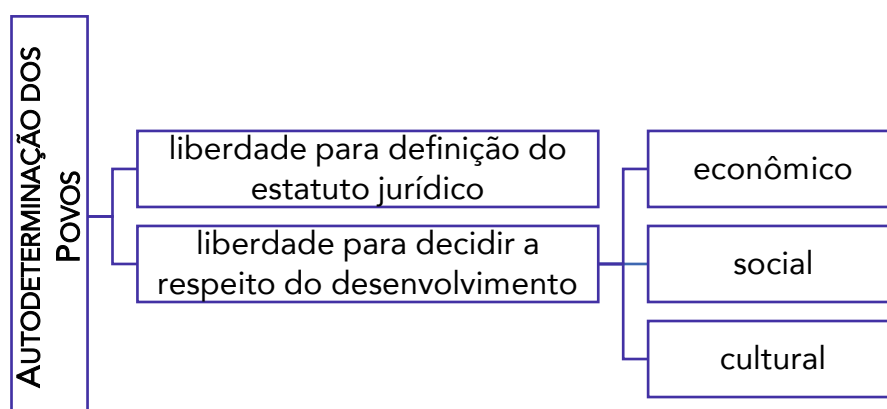 AUTODETERMINAÇÃO DOS
POVOS
liberdade para definição do
estatuto jurídico
liberdade para decidir a
respeito do desenvolvimento
econômico
social
cultural